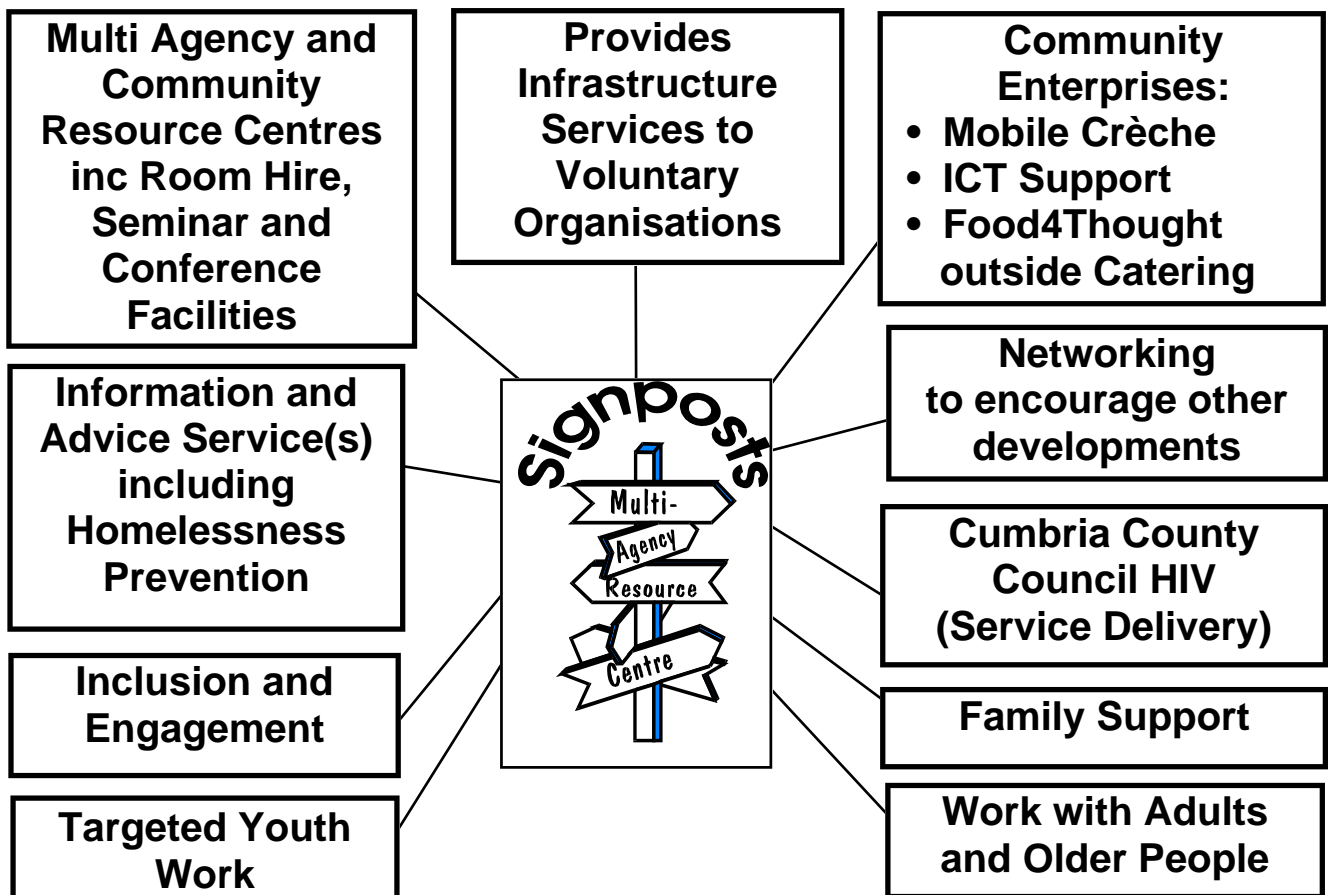 Multi Agency and
Community
Resource Centres
inc Room Hire,
Seminar and
Conference
Facilities
Provides
Infrastructure
Services to
Voluntary
Organisations
Community
Enterprises:
• Mobile Crèche
• ICT Support
• Food4Thought
outside Catering
Information and
Advice Service(s)
including
Homelessness
Prevention
Signposts
Multi-
Agency
Resource
Centre
Networking
to encourage other
developments
Cumbria County
Council HIV
(Service Delivery)
Inclusion and
Engagement
Family Support
Targeted Youth
Work
Work with Adults
and Older People